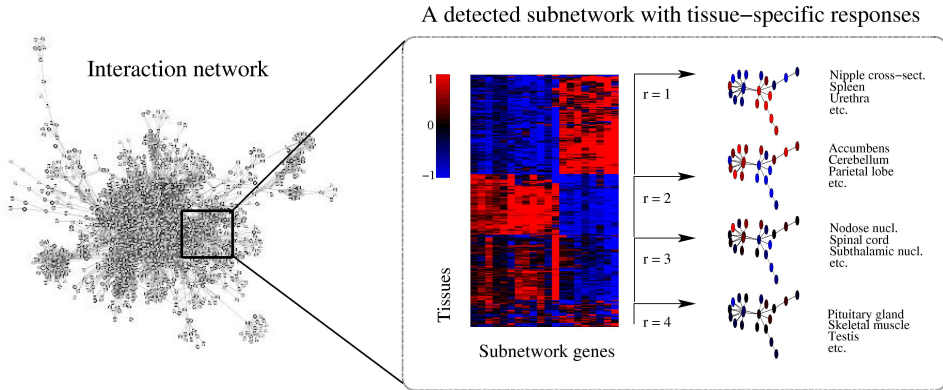 A detected subnetwork with tissue−specific responses
Interaction network
1
0
−1
Tissues
Subnetwork genes
r = 1
r = 2
r = 3
r = 4
Nipple cross−sect.
Spleen
Urethra
etc.
Accumbens
Cerebellum
Parietal lobe
etc.
Nodose nucl.
Spinal cord
Subthalamic nucl.
etc.
Pituitary gland
Skeletal muscle
Testis
etc.